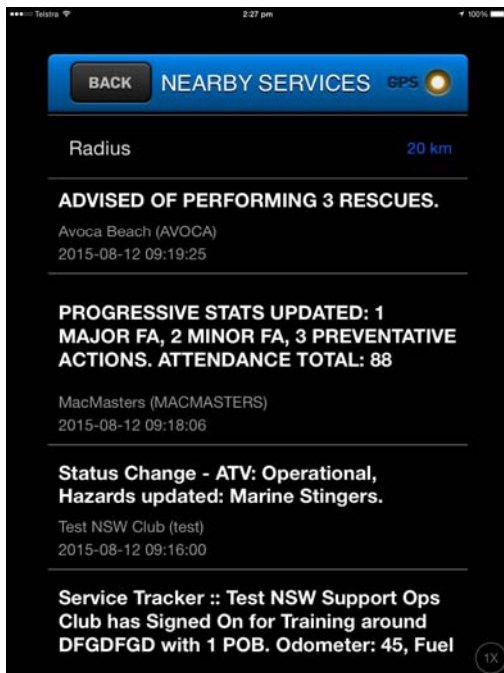 Telstra 2:27 pm 100%
BACK NEARBY SERVICES GPS
Radius 20 km
ADVISED OF PERFORMING 3 RESCUES.
Avoca Beach (AVOCA)
2015-08-12 09:19:25
PROGRESSIVE STATS UPDATED: 1
MAJOR FA, 2 MINOR FA, 3 PREVENTATIVE
ACTIONS. ATTENDANCE TOTAL: 88
MacMasters (MACMASTERS)
2015-08-12 09:18:06
Status Change - ATV: Operational,
Hazards updated: Marine Stingers.
Test NSW Club (test)
2015-08-12 09:16:00
Service Tracker :: Test NSW Support Ops
Club has Signed On for Training around
DFGDFGD with 1 POB. Odometer: 45, Fuel
1X